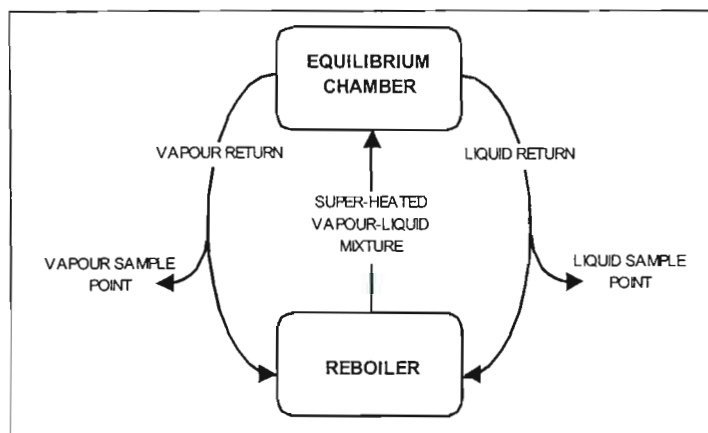 EQUILIBRIUM
CHAMBER
VAPOUR RETURN
LIQUID RETURN
SUPER-HEATED
VAPOUR-LIQUID
MIXTURE
VAPOUR SAMPLE
POINT
LIQUID SAMPLE
POINT
REBOILER